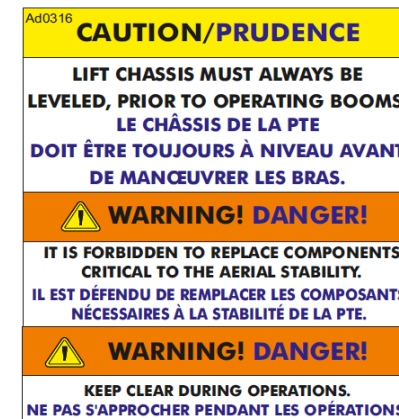 Ad0316
CAUTION/PRUDENCE
LIFT CHASSIS MUST ALWAYS BE
LEVELED, PRIOR TO OPERATING BOOMS
LE CHÂSSIS DE LA PTE
DOIT ÊTRE TOUJOURS À NIVEAU AVANT
DE MANŒUVRER LES BRAS.
WARNING! DANGER!
IT IS FORBIDDEN TO REPLACE COMPONENTS
CRITICAL TO THE AERIAL STABILITY.
IL EST DÉFENDU DE REMPLACER LES COMPOSANTS
NÉCESSAIRES À LA STABILITÉ DE LA PTE.
WARNING! DANGER!
KEEP CLEAR DURING OPERATIONS.
NE PAS S'APPROCHER PENDANT LES OPÉRATIONS